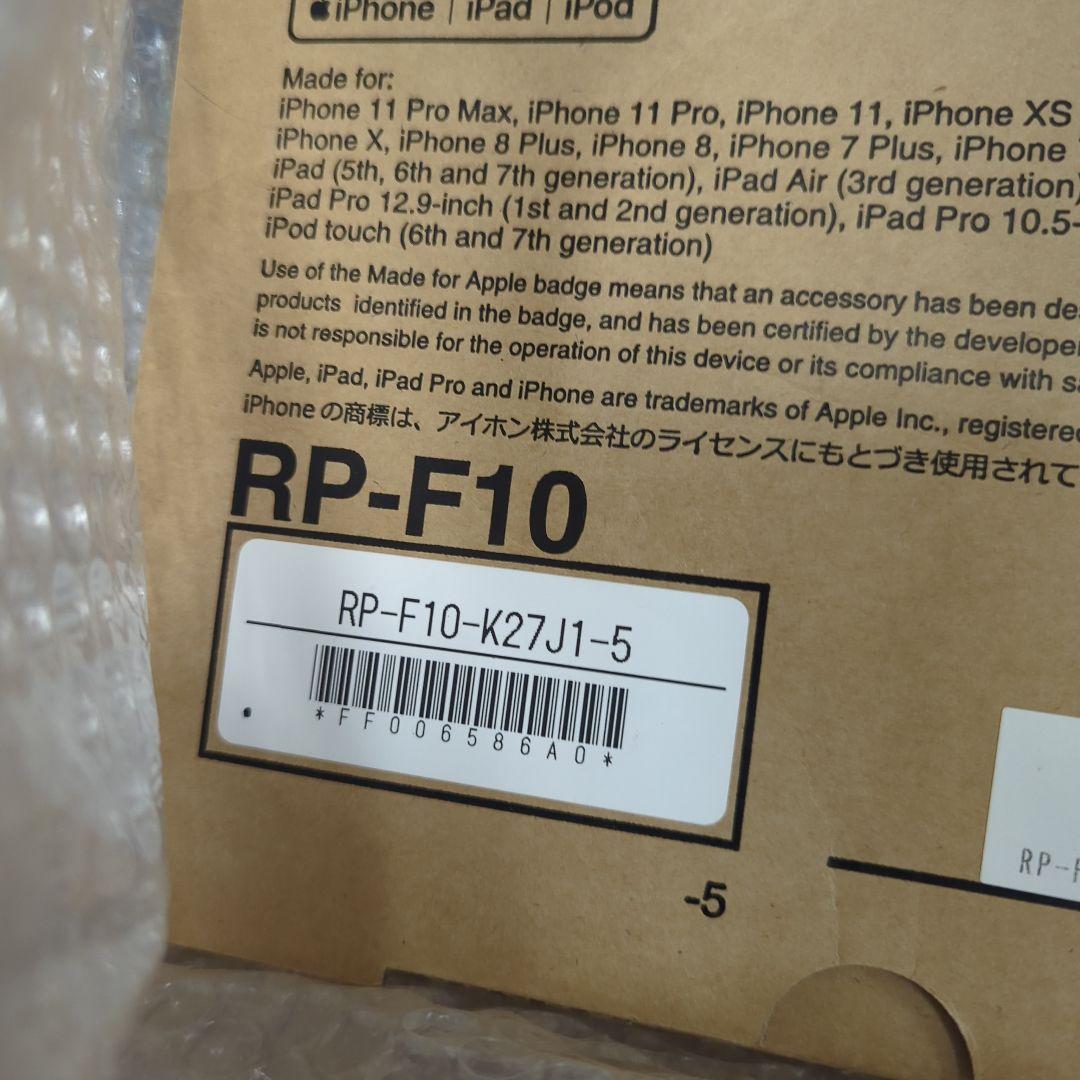 iPhone | iPad | iPod
Made for:
iPhone 11 Pro Max, iPhone 11 Pro, iPhone 11, iPhone XS
iPhone X, iPhone 8 Plus, iPhone 8, iPhone 7 Plus, iPhone
iPad (5th, 6th and 7th generation), iPad Air (3rd generation)
iPad Pro 12.9-inch (1st and 2nd generation), iPad Pro 10.5-
iPod touch (6th and 7th generation)
Use of the Made for Apple badge means that an accessory has been
products identified in the badge, and has been certified by the
is not responsible for the operation of this device or its compliance with
Apple, iPad, iPad Pro and iPhone are trademarks of Apple Inc., registered
iPhoneの商標は、アイホン株式会社のライセンスにもとづき使用されて
RP-F10
RP-F10-K27J1-5
*FF006586A0*
-5